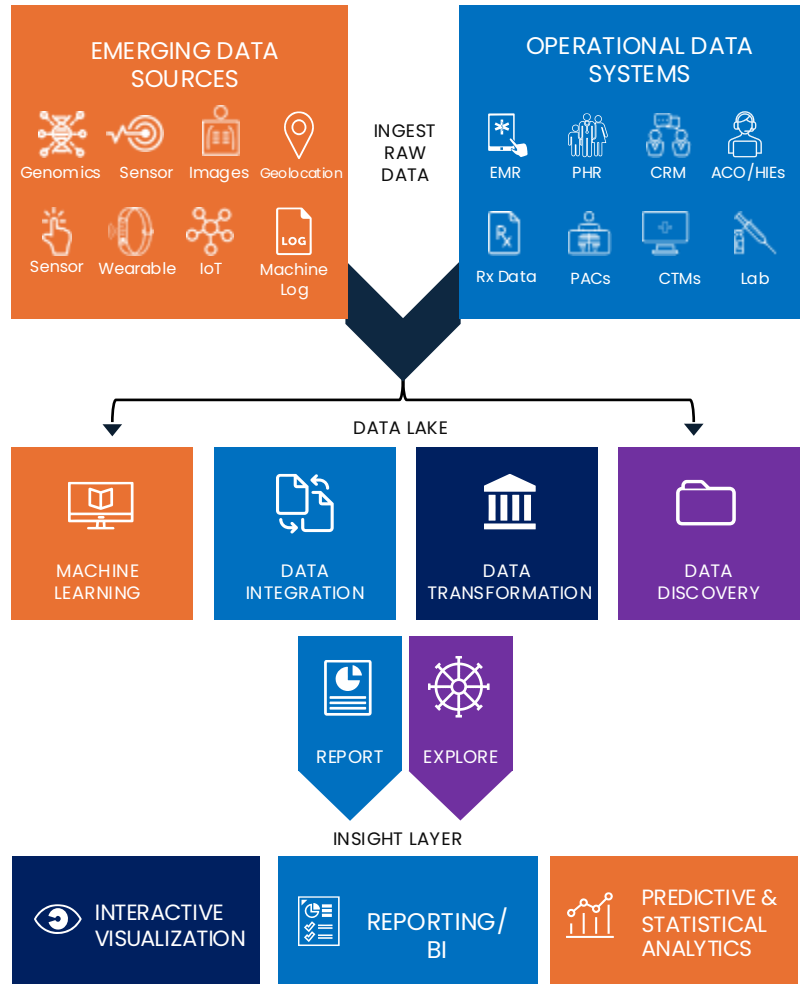 EMERGING DATA
SOURCES
Genomics
Sensor
Images
Geolocation
Sensor
Wearable
IoT
LOG
Machine
Log
INGEST
RAW
DATA
OPERATIONAL DATA
SYSTEMS
EMR
PHR
CRM
ACO/HIEs
Rx
Rx Data
PACs
CTMs
Lab
DATA LAKE
MACHINE
LEARNING
DATA
INTEGRATION
DATA
TRANSFORMATION
DATA
DISCOVERY
REPORT
EXPLORE
INSIGHT LAYER
INTERACTIVE
VISUALIZATION
REPORTING/
BI
PREDICTIVE &
STATISTICAL
ANALYTICS